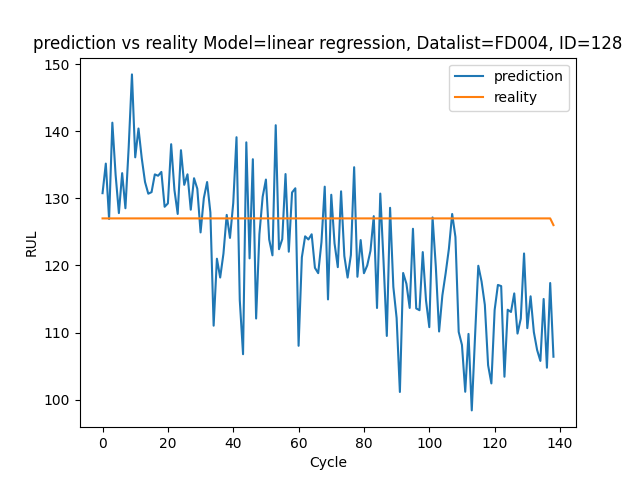 prediction vs reality Model=linear regression, Datalist=FD004, ID=128
prediction
reality
150
140
130
120
110
100
RUL
0
20
40
60
80
100
120
140
Cycle